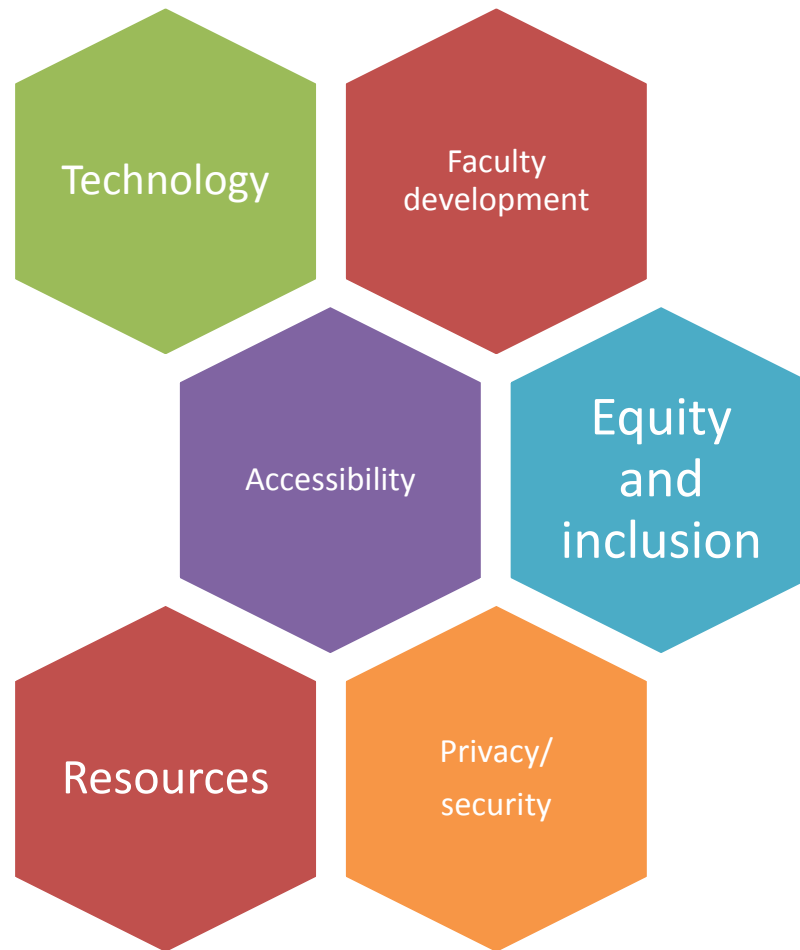 Technology
Faculty
development
Accessibility
Equity
and
inclusion
Resources
Privacy/
security